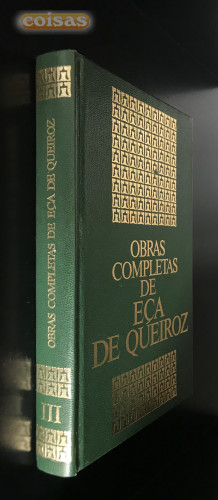 coisas
OBRAS COMPLETAS DE EÇA DE QUEIROZ
III
OBRAS
COMPLETAS
DE
EÇA
DE QUEIROZ